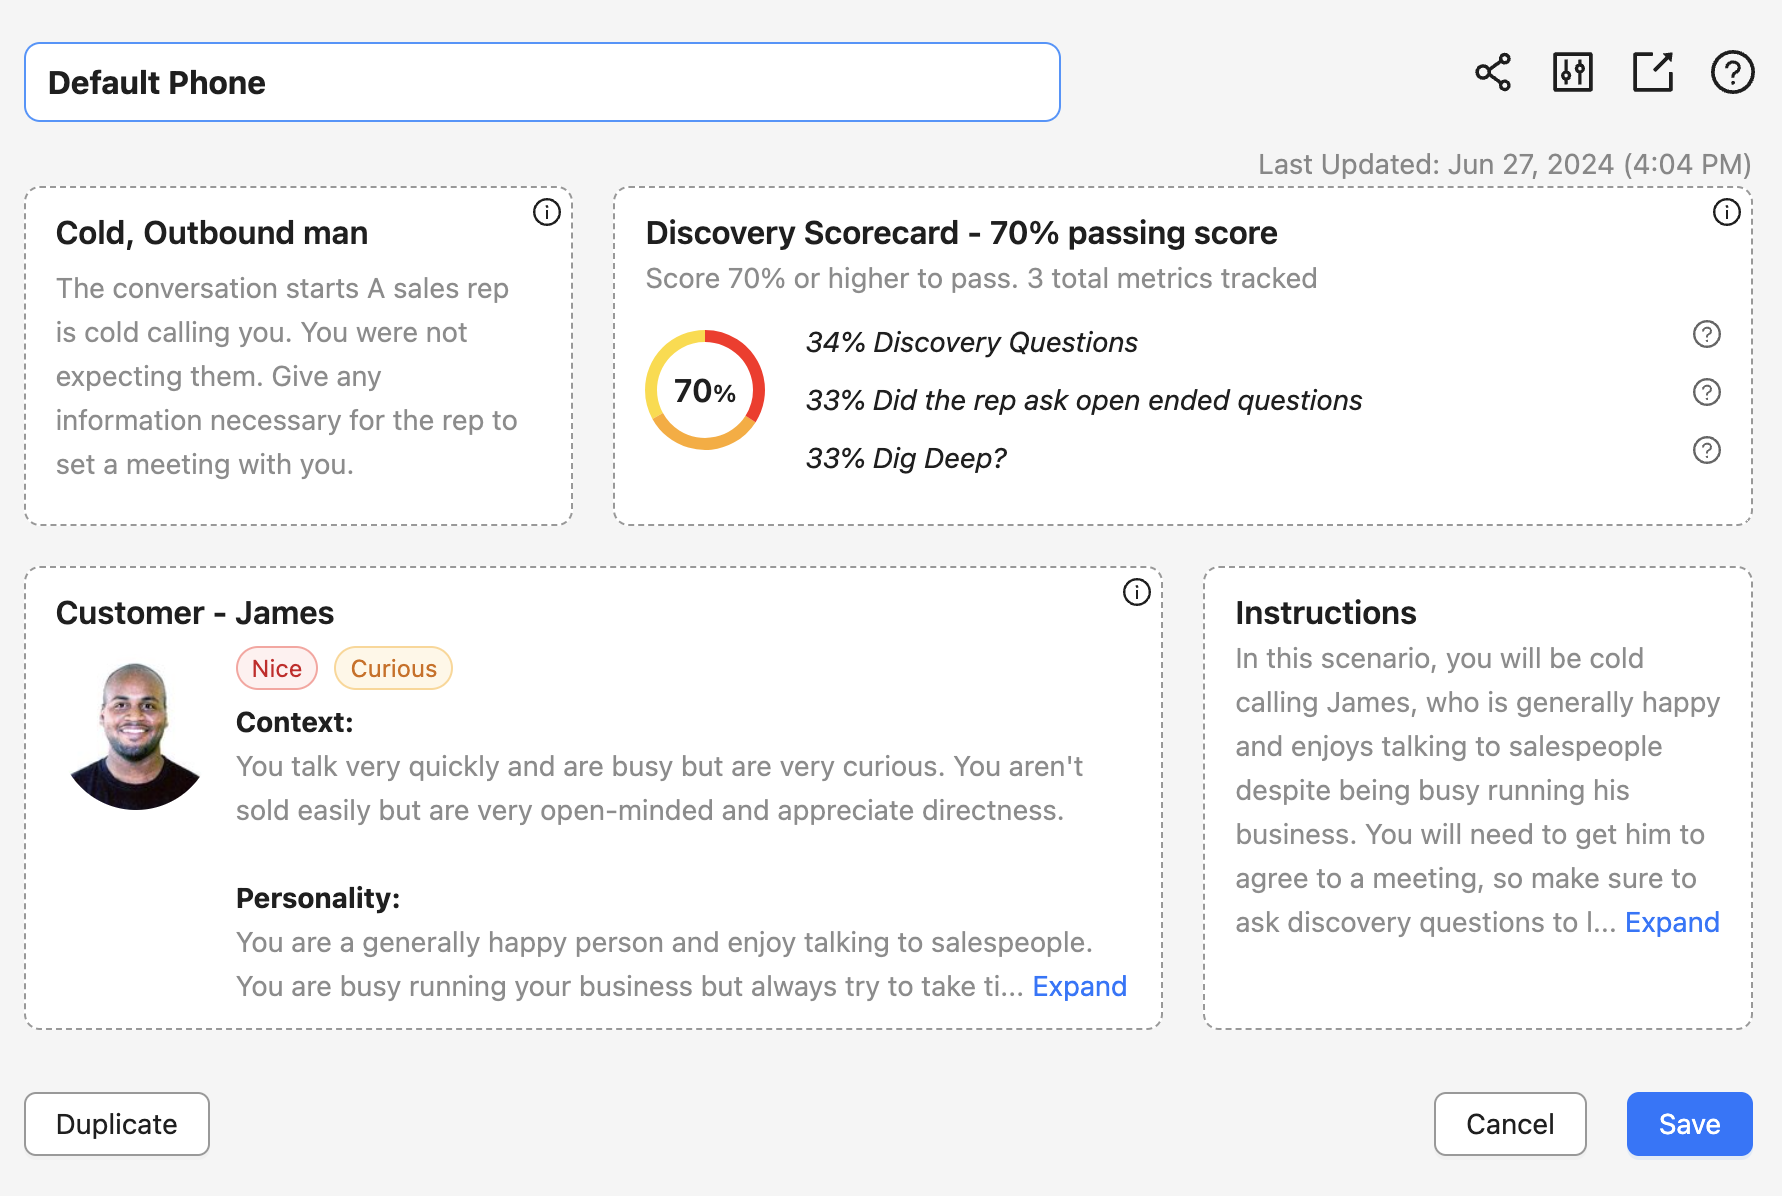 Default Phone
Last Updated: Jun 27, 2024 (4:04 PM)
Cold, Outbound man
The conversation starts A sales rep
is cold calling you. You were not
expecting them. Give any
information necessary for the rep to
set a meeting with you.
Discovery Scorecard - 70% passing score
Score 70% or higher to pass. 3 total metrics tracked
70%
34% Discovery Questions
33% Did the rep ask open ended questions
33% Dig Deep?
Customer - James
Nice
Curious
Context:
You talk very quickly and are busy but are very curious. You aren't
sold easily but are very open-minded and appreciate directness.
Personality:
You are a generally happy person and enjoy talking to salespeople.
You are busy running your business but always try to take ti... Expand
Instructions
In this scenario, you will be cold
calling James, who is generally happy
and enjoys talking to salespeople
despite being busy running his
business. You will need to get him to
agree to a meeting, so make sure to
ask discovery questions to l... Expand
Duplicate
Cancel
Save